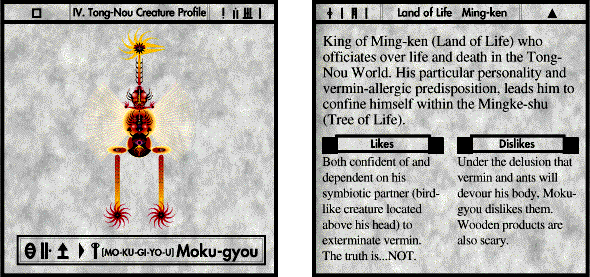 IV. Tong-Nou Creature Profile
[MO-KU-GI-YO-U] Moku-gyou
Land of Life Ming-ken
King of Ming-ken (Land of Life) who
officiates over life and death in the Tong-
Nou World. His particular personality and
vermin-allergic predisposition, leads him to
confine himself within the Mingke-shu
(Tree of Life).
Likes
Both confident of and
dependent on his
symbiotic partner (bird-
like creature located
above his head) to
exterminate vermin.
The truth is...NOT.
Dislikes
Under the delusion that
vermin and ants will
devour his body, Moku-
gyou dislikes them.
Wooden products are
also scary.